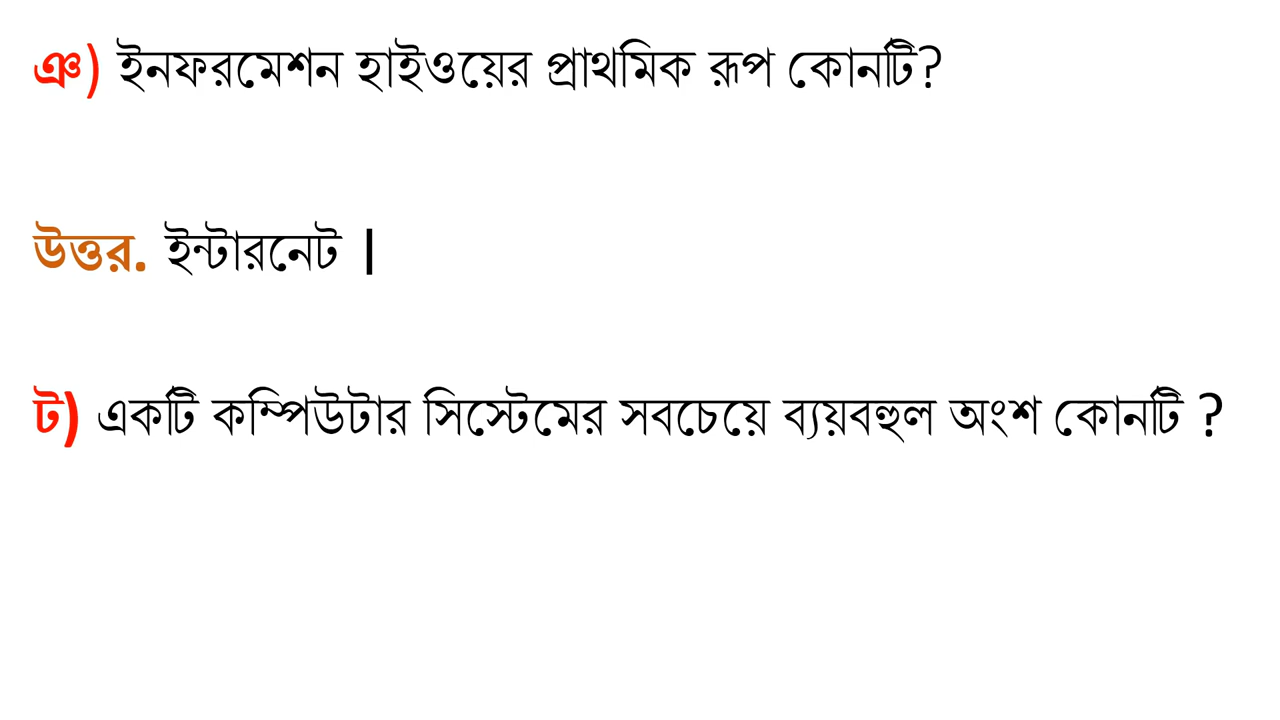 ঞ) ইনফরমেশন হাইওয়ের প্রাথমিক রূপ কোনটি?
উত্তর. ইন্টারনেট ।
ট) একটি কম্পিউটার সিস্টেমের সবচেয়ে ব্যয়বহুল অংশ কোনটি ?